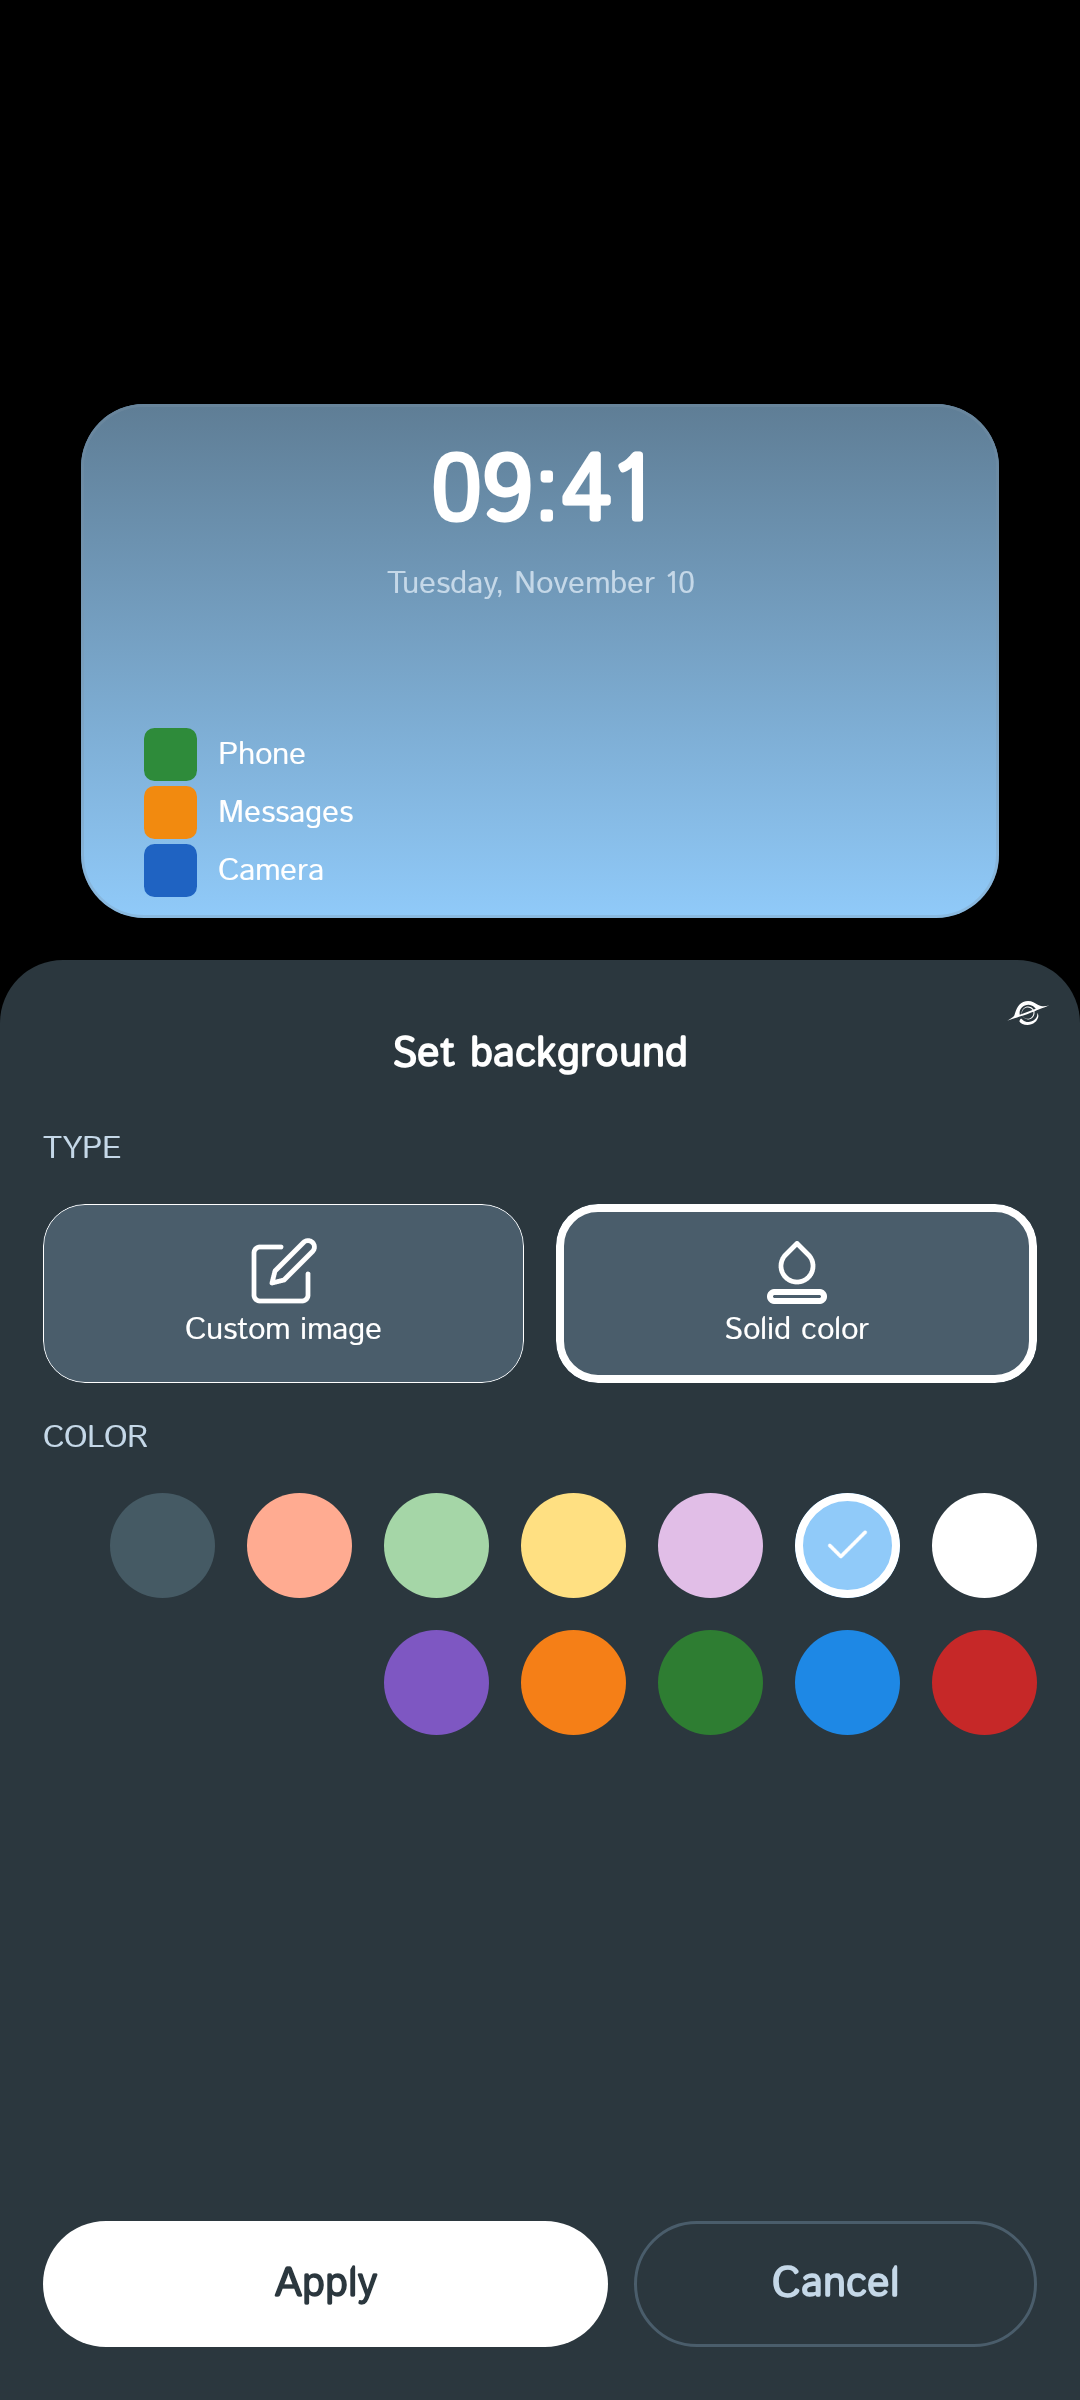 09:41
Tuesday, November 10
Phone
Messages
Camera
Set background
TYPE
Custom image
Solid color
COLOR
Apply
Cancel